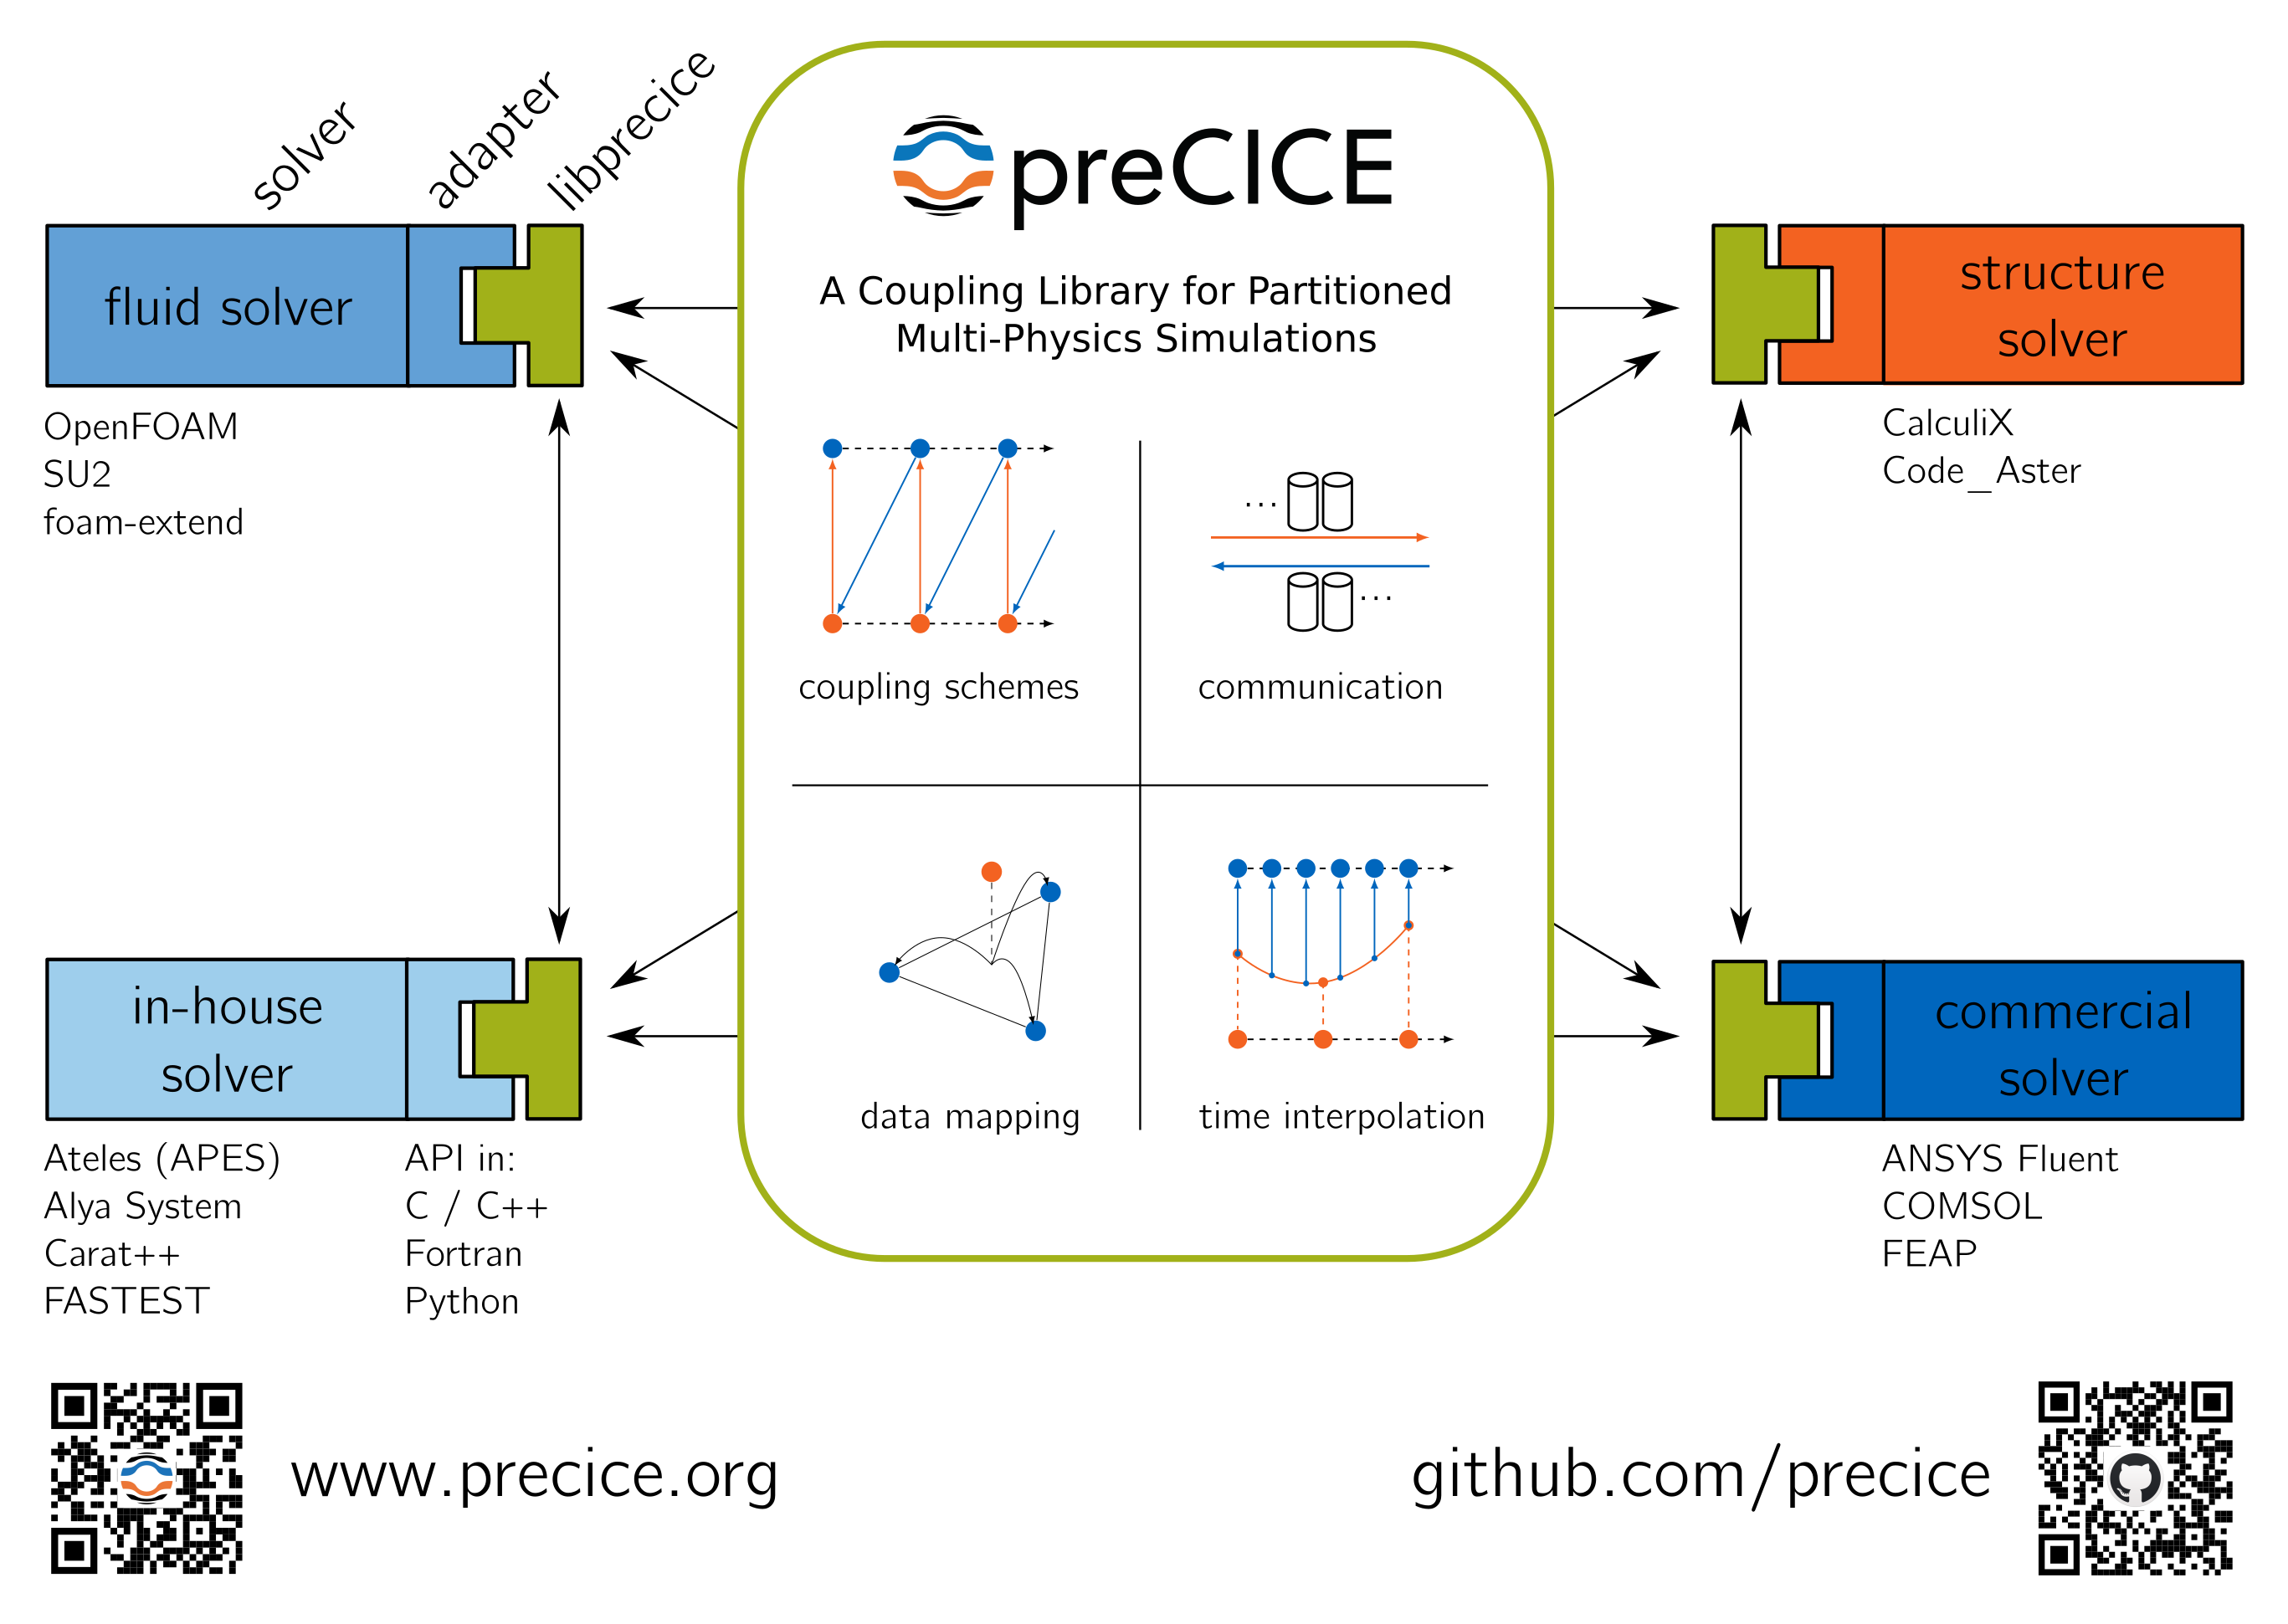 solver
adapter
libprecice
preCICE
A Coupling Library for Partitioned
Multi-Physics Simulations
fluid solver
OpenFOAM
SU2
foam-extend
structure
solver
CalculiX
Code_Aster
...
...
coupling schemes
communication
data mapping
time interpolation
in-house
solver
Ateles (APES)
Alya System
Carat++
FASTEST
API in:
C / C++
Fortran
Python
commercial
solver
ANSYS Fluent
COMSOL
FEAP
www.precice.org
github.com/precice